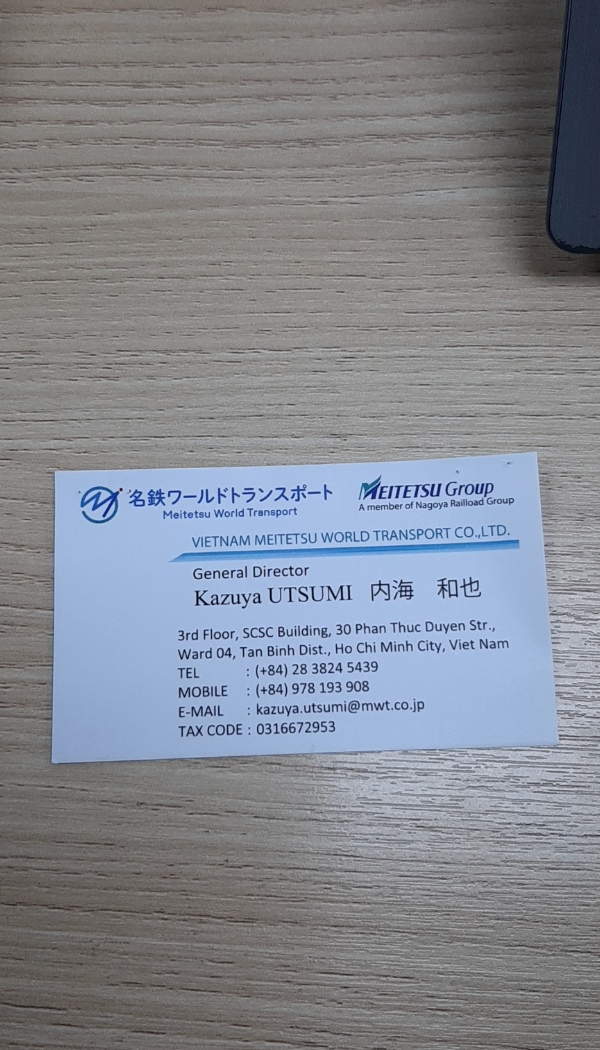 名鉄ワールドトランスポート
Meitetsu World Transport
MEITETSU Group
A member of Nagoya Railload Group
VIETNAM MEITETSU WORLD TRANSPORT CO.,LTD.
General Director
Kazuya UTSUMI 内海 和也
3rd Floor, SCSC Building, 30 Phan Thuc Duyen Str.,
Ward 04, Tan Binh Dist., Ho Chi Minh City, Viet Nam
TEL : (+84) 28 3824 5439
MOBILE : (+84) 978 193 908
E-MAIL : kazuya.utsumi@mwt.co.jp
TAX CODE : 0316672953